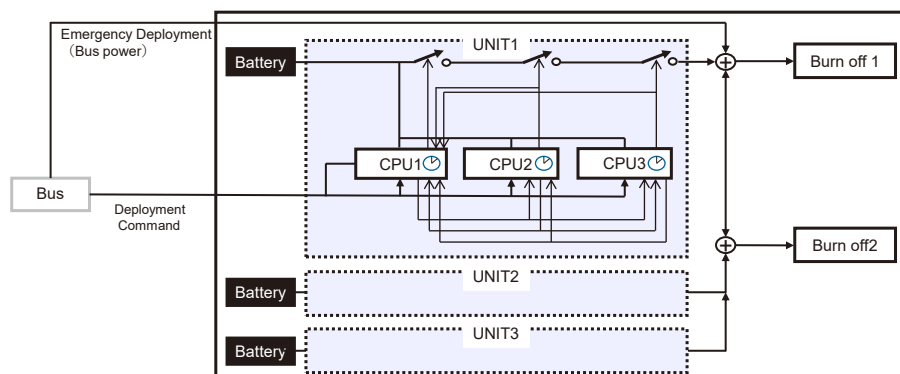 Emergency Deployment
（Bus power）
UNIT1
Battery
Burn off 1
CPU1
CPU2
CPU3
Bus
Deployment
Command
Burn off2
UNIT2
Battery
UNIT3
Battery